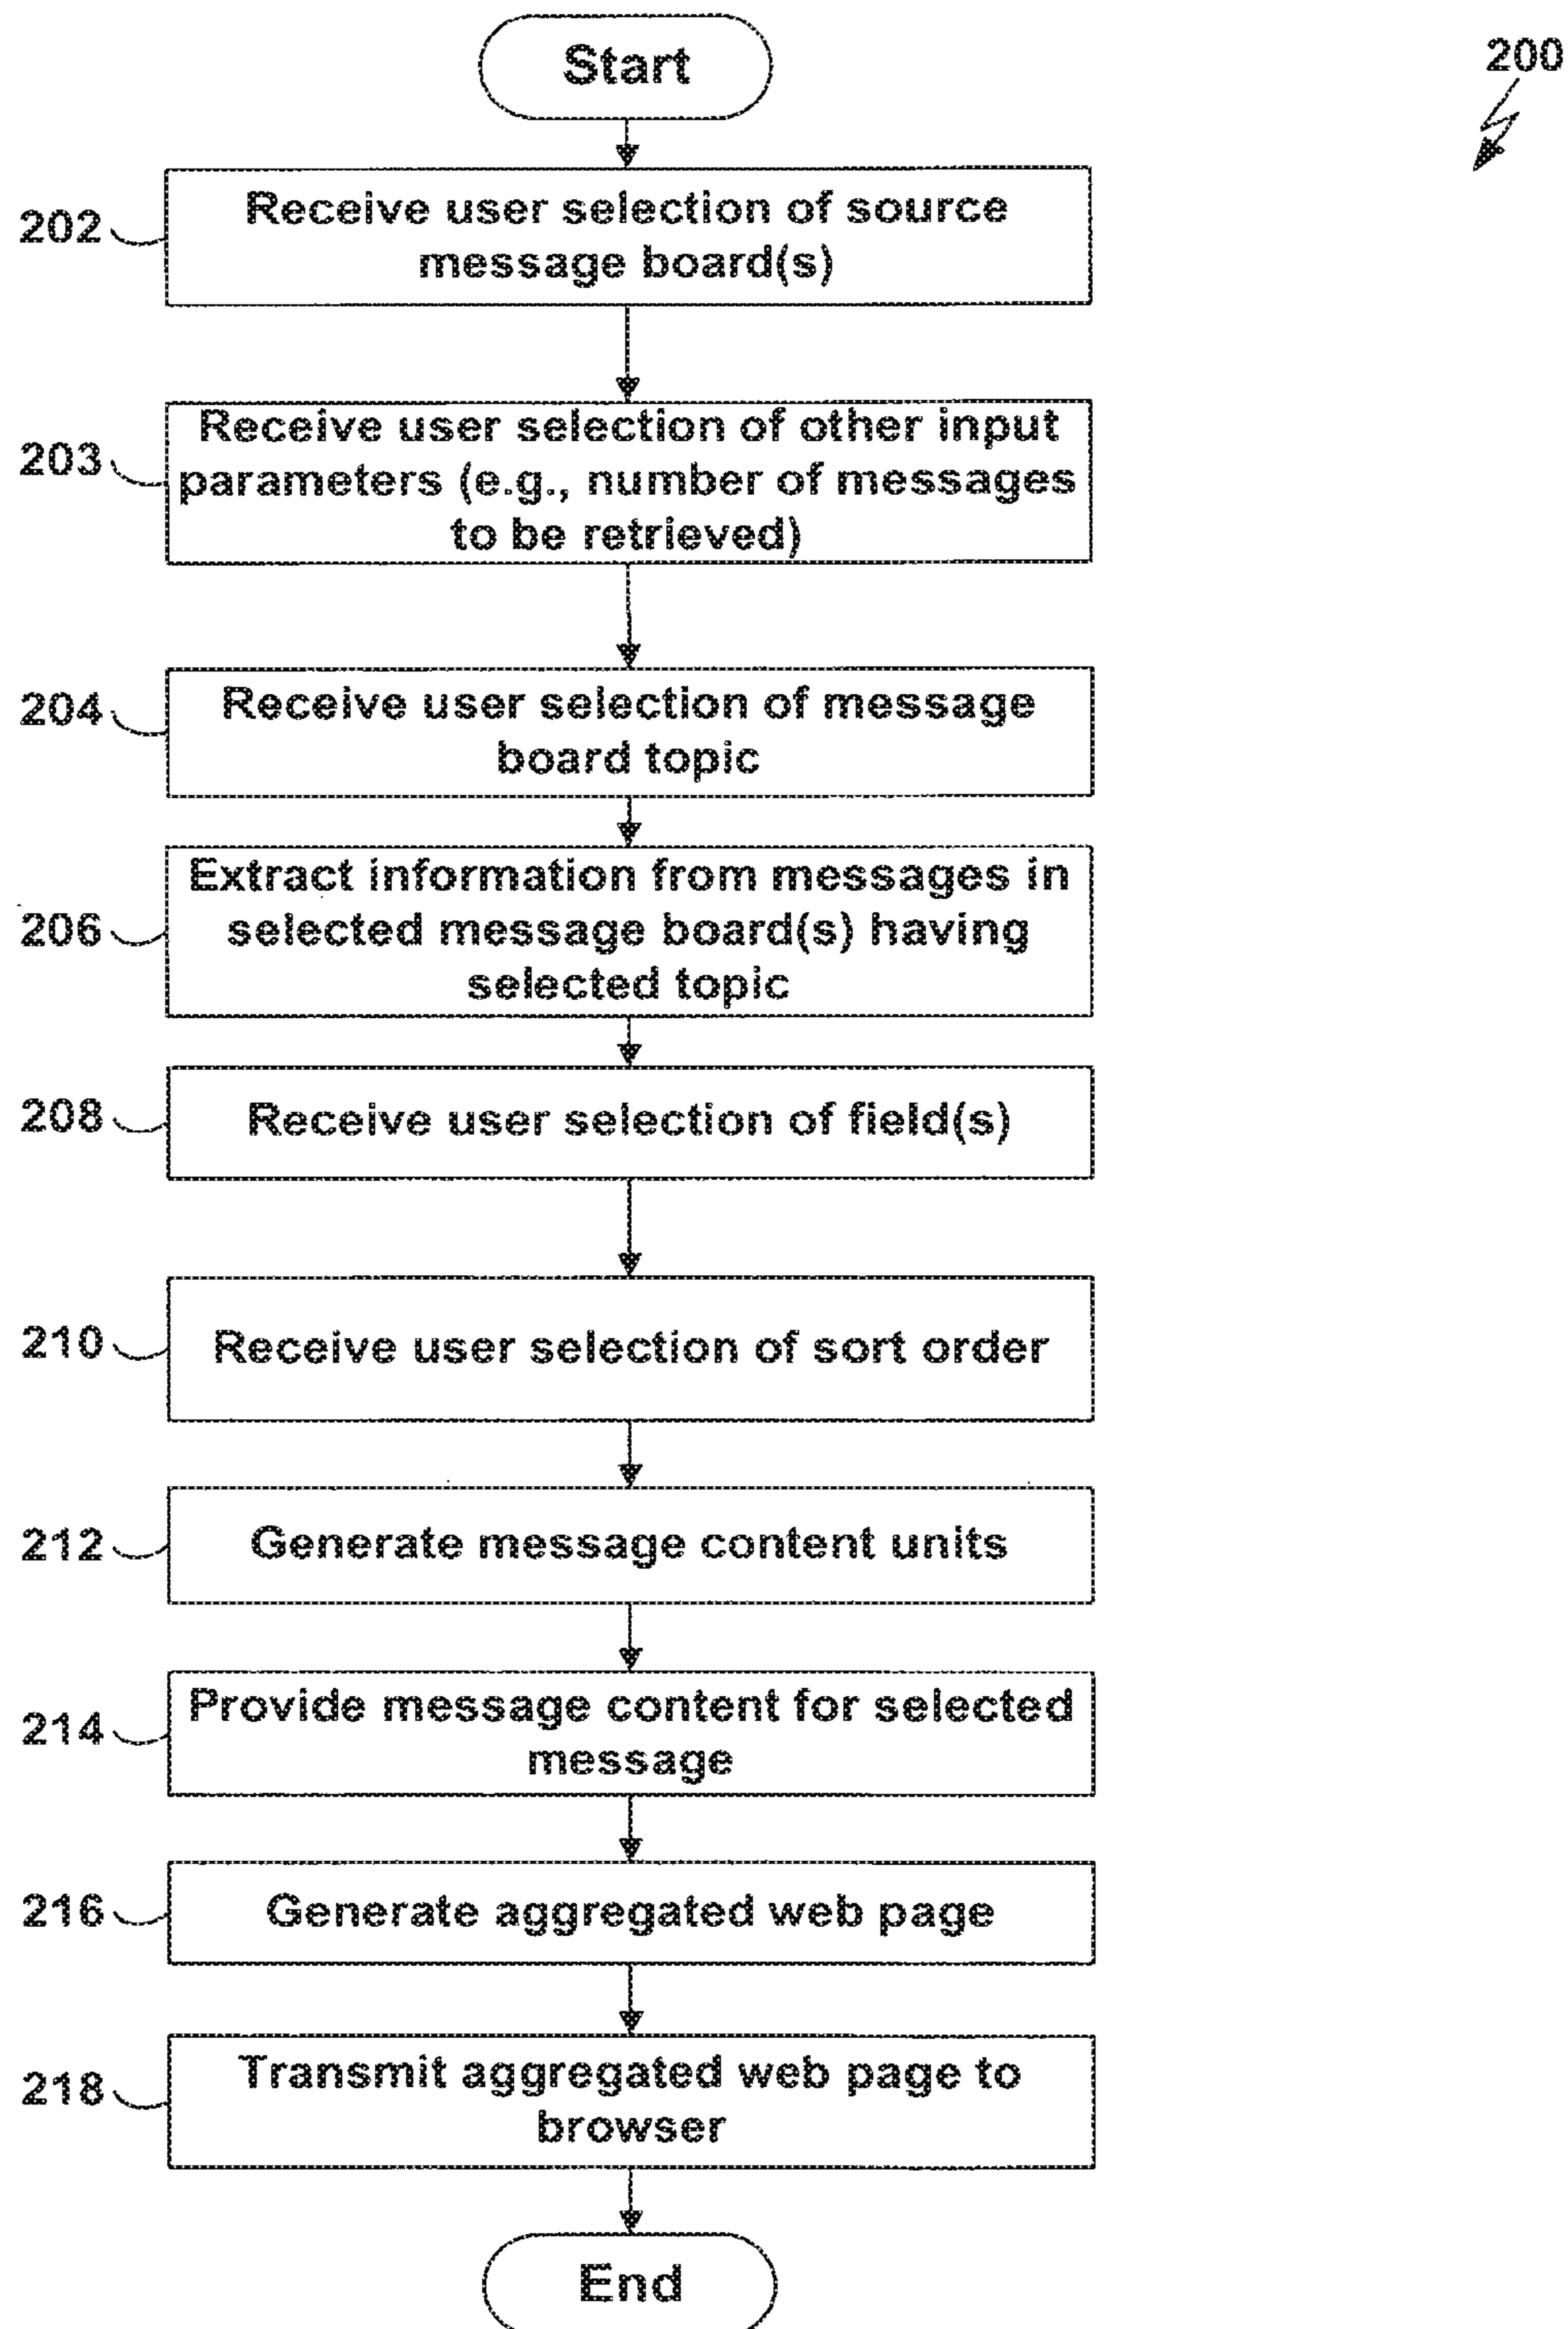 Start
200
202
Receive user selection of source
message board(s)
203
Receive user selection of other input
parameters (e.g., number of messages
to be retrieved)
204
Receive user selection of message
board topic
206
Extract information from messages in
selected message board(s) having
selected topic
208
Receive user selection of field(s)
210
Receive user selection of sort order
212
Generate message content units
214
Provide message content for selected
message
216
Generate aggregated web page
218
Transmit aggregated web page to
browser
End